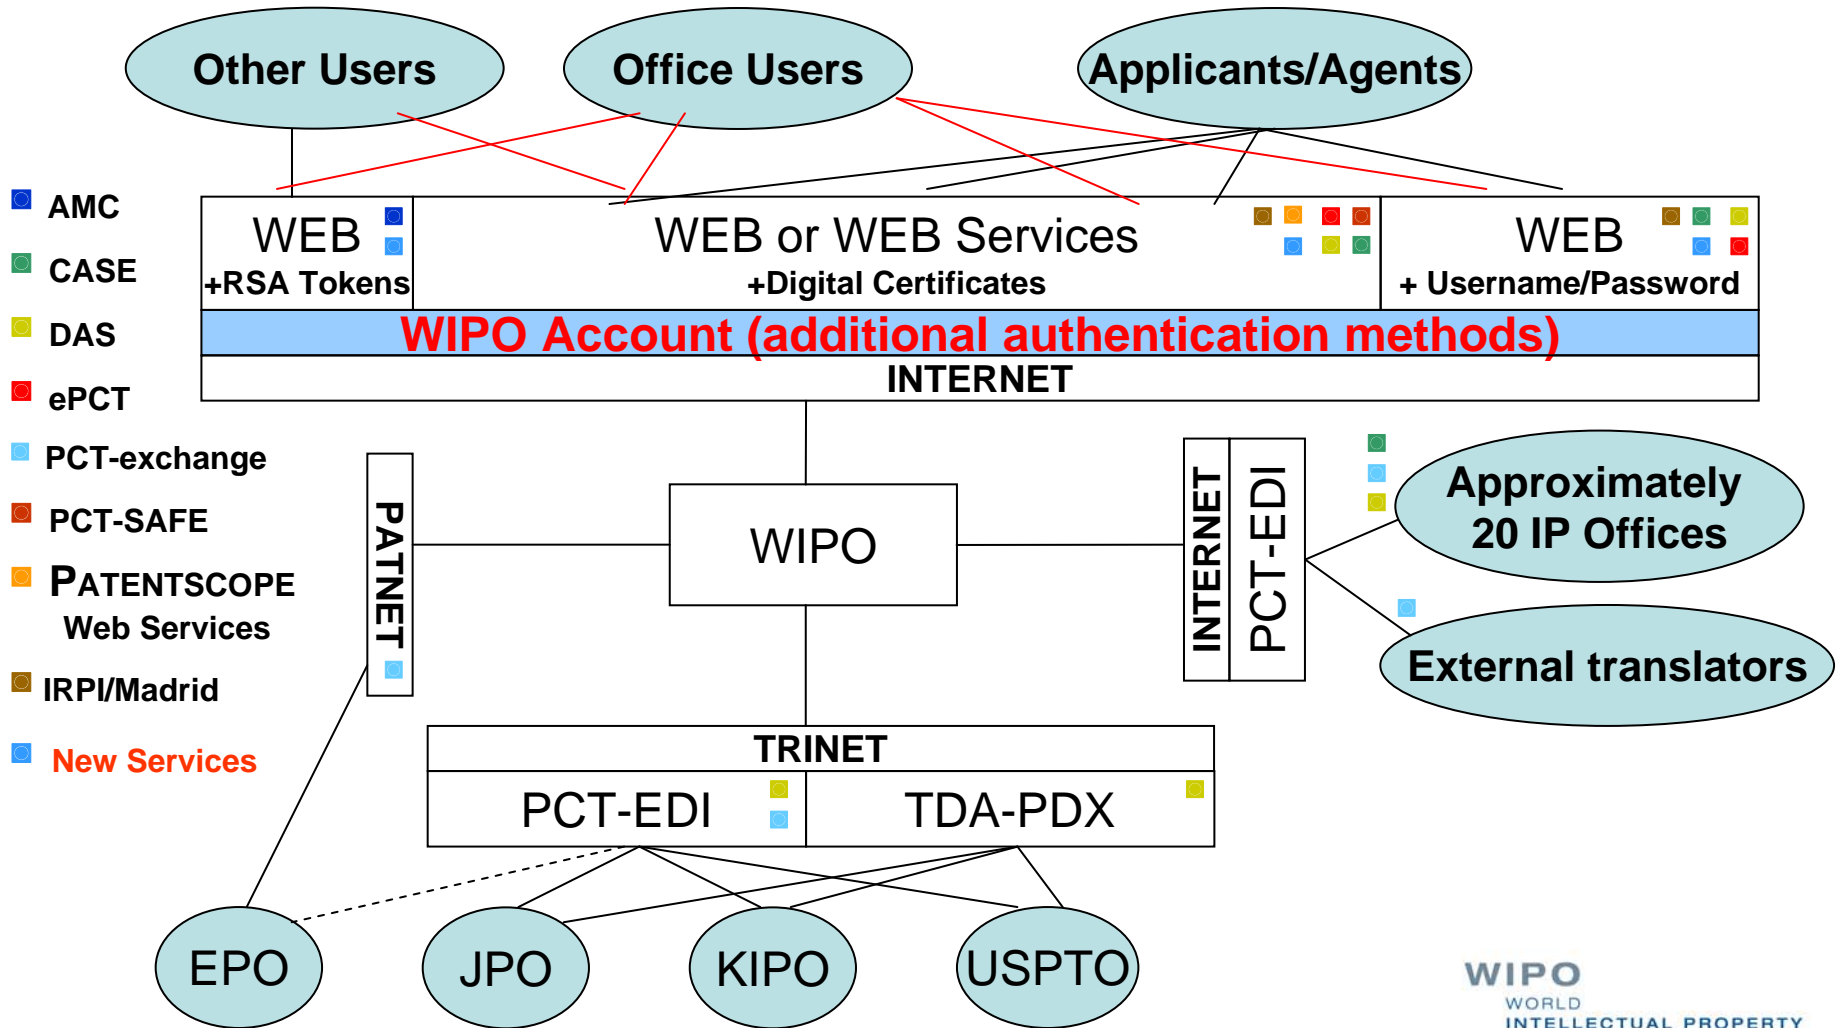 Other Users
Office Users
Applicants/Agents
AMC
CASE
DAS
ePCT
PCT-exchange
PCT-SAFE
PATENTSCOPE
Web Services
IRPI/Madrid
New Services
WEB
+RSA Tokens
WEB or WEB Services
+Digital Certificates
WEB
+ Username/Password
WIPO Account (additional authentication methods)
INTERNET
PATNET
WIPO
INTERNET
PCT-EDI
Approximately
20 IP Offices
External translators
TRINET
PCT-EDI
TDA-PDX
EPO
JPO
KIPO
USPTO
WIPO
WORLD
INTELLECTUAL PROPERTY